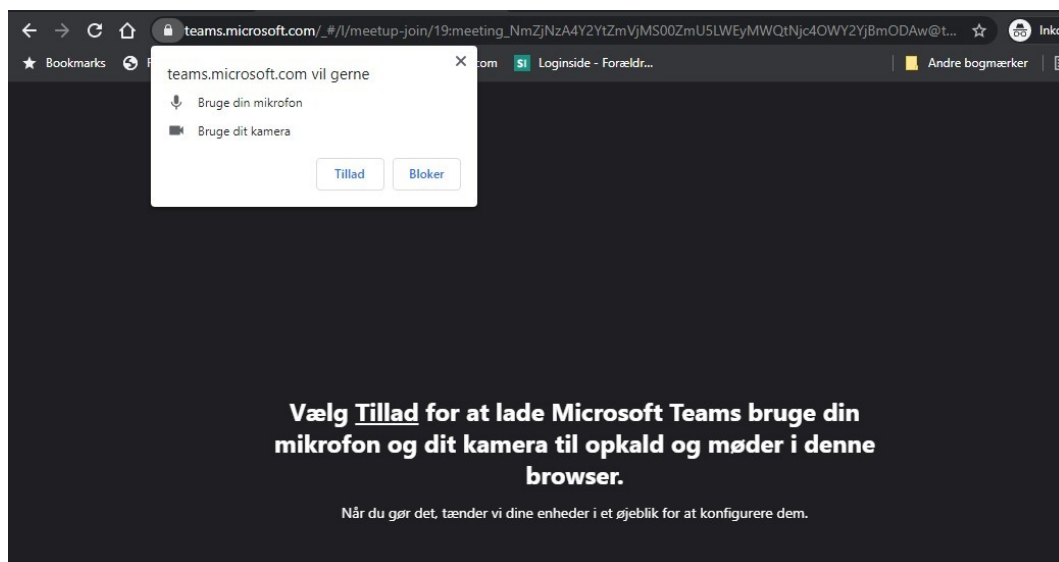 teams.microsoft.com/_#/l/meetup-join/19:meeting_NmZjNzA4Y2YtZmVjMS00ZmU5LWEyMWQtNjc4OWY2YjBmODAw@t...
Bookmarks
SI Loginside - Forældr...
Andre bogmærker
teams.microsoft.com vil gerne
Bruge din mikrofon
Bruge dit kamera
Tillad Bloker
Vælg Tillad for at lade Microsoft Teams bruge din
mikrofon og dit kamera til opkald og møder i denne
browser.
Når du gør det, tænder vi dine enheder i et øjeblik for at konfigurere dem.